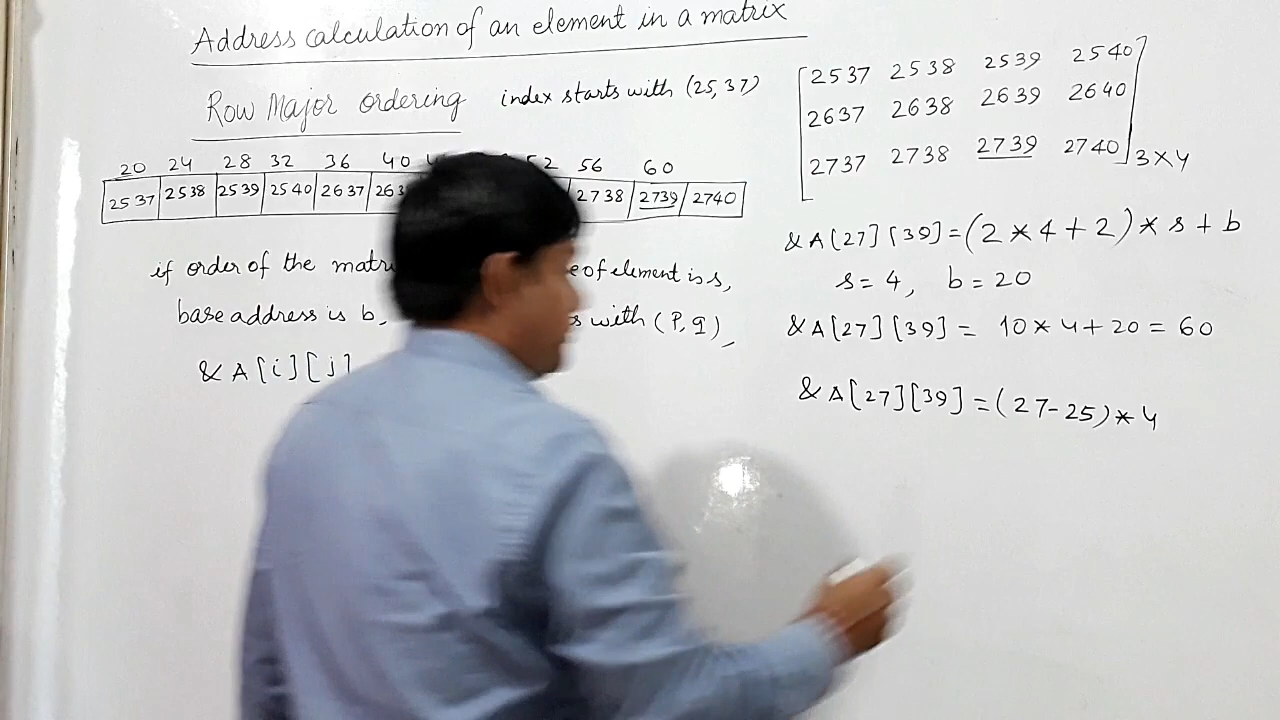 Address calculation of an element in a matrix
Row Major ordering index starts with (25,37)
20 24 28 32 36 40 52 56 60
2537 2538 2539 2540 2637 2738 2739 2740
if order of the of element is s,
base address is b, with (P,q),
& A[i][j]
2537 2538 2539 2540
2637 2638 2639 2640
2737 2738 2739 2740 3X4
& A[27][39]=(2*4+2)*s+b
s=4, b=20
& A[27][39] = 10*4+20=60
& A[27][39]=(27-25)*4